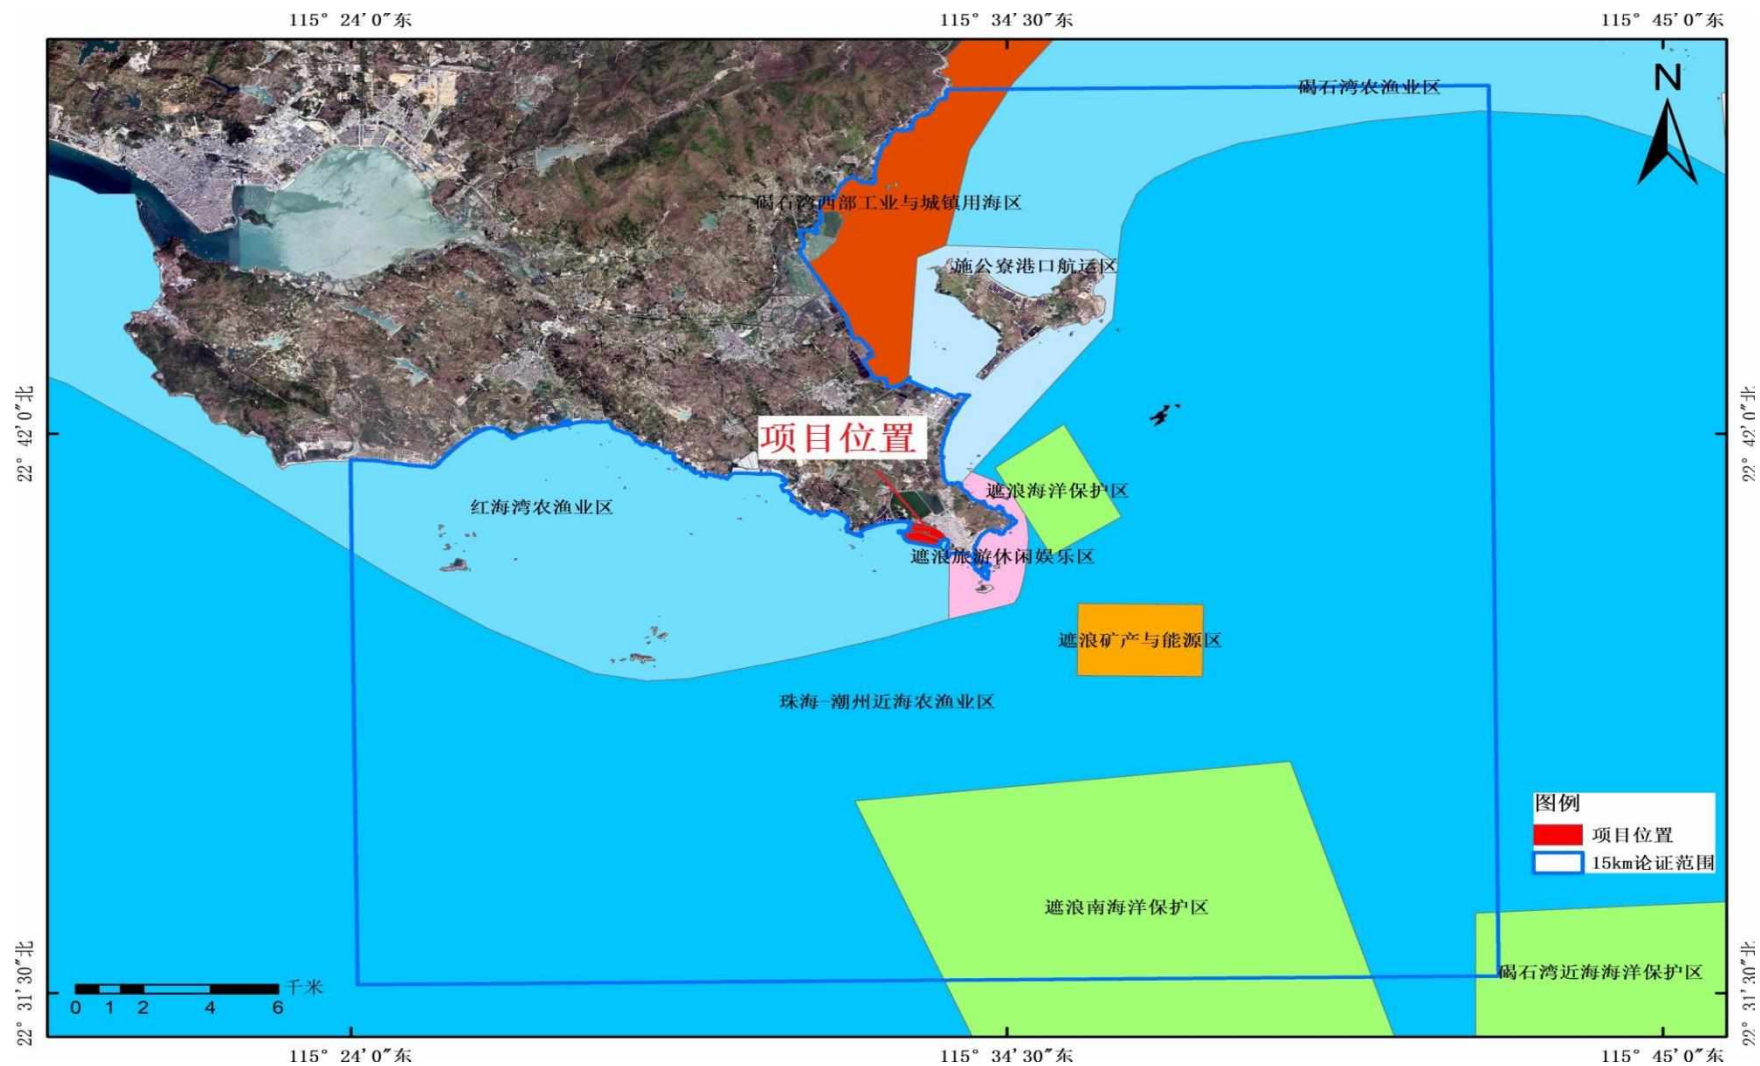 115° 24′0″东
115° 34′30″东
115° 45′0″东
N
碣石湾农渔业区
碣石湾西部工业与城镇用海区
施公寮港口航运区
22° 42′0″北
22° 42′0″北
项目位置
遮浪海洋保护区
红海湾农渔业区
遮浪旅游休闲娱乐区
遮浪矿产与能源区
珠海-潮州近海农渔业区
图例
项目位置
15km论证范围
遮浪南海洋保护区
碣石湾近海海洋保护区
22° 31′30″北
22° 31′30″北
千米
0 1 2 4 6
115° 24′0″东
115° 34′30″东
115° 45′0″东